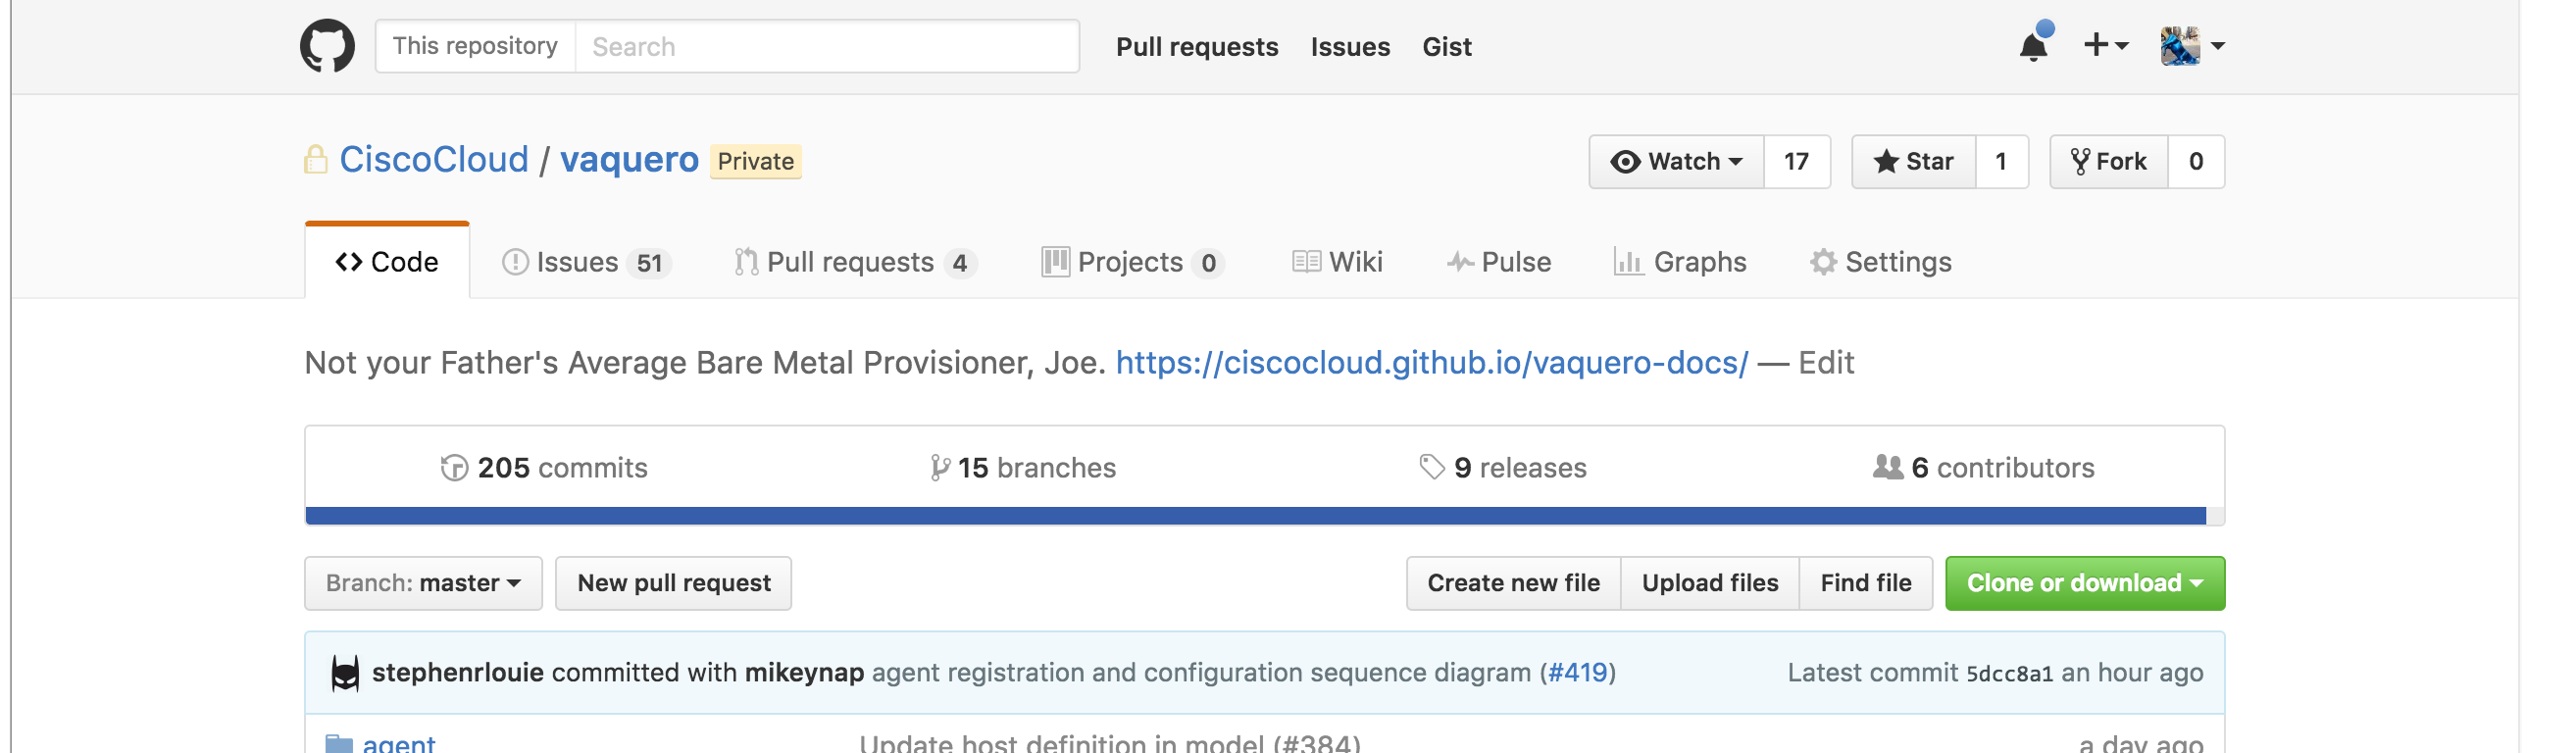 This repository Search Pull requests Issues Gist
CiscoCloud / vaquero Private Watch 17 Star 1 Fork 0
Code Issues 51 Pull requests 4 Projects 0 Wiki Pulse Graphs Settings
Not your Father's Average Bare Metal Provisioner, Joe. https://ciscocloud.github.io/vaquero-docs/ — Edit
205 commits 15 branches 9 releases 6 contributors
Branch: master New pull request Create new file Upload files Find file Clone or download
stephenrlouie committed with mikeynap agent registration and configuration sequence diagram (#419) Latest commit 5dcc8a1 an hour ago
agent Update host definition in model (#384) a day ago